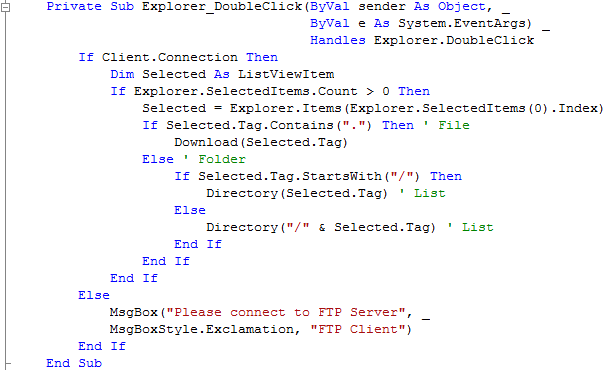 Private Sub Explorer_DoubleClick(ByVal sender As Object, _
ByVal e As System.EventArgs) _
Handles Explorer.DoubleClick
If Client.Connection Then
Dim Selected As ListViewItem
If Explorer.SelectedItems.Count > 0 Then
Selected = Explorer.Items(Explorer.SelectedItems(0).Index)
If Selected.Tag.Contains(".") Then ' File
Download(Selected.Tag)
Else ' Folder
If Selected.Tag.StartsWith("/") Then
Directory(Selected.Tag) ' List
Else
Directory("/" & Selected.Tag) ' List
End If
End If
End If
Else
MsgBox("Please connect to FTP Server", _
MsgBoxStyle.Exclamation, "FTP Client")
End If
End Sub